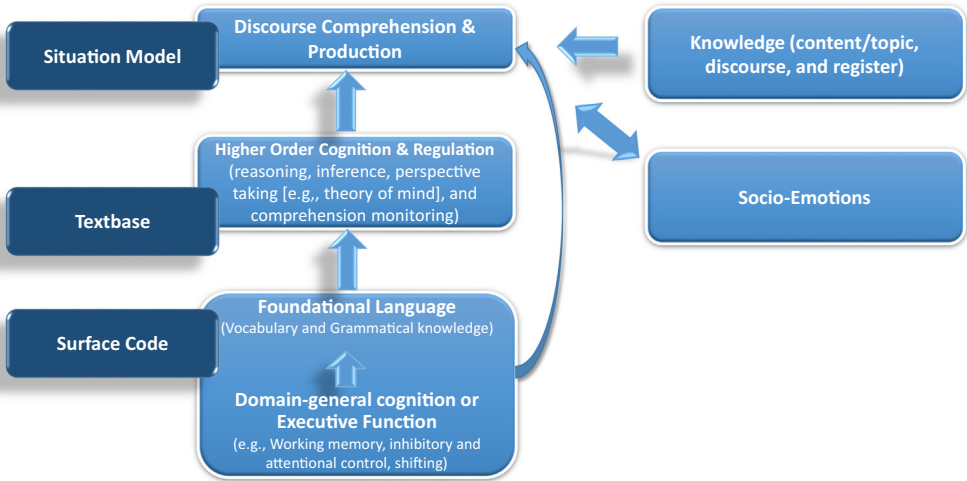 Situation Model
Discourse Comprehension &
Production
Knowledge (content/topic,
discourse, and register)
Textbase
Higher Order Cognition & Regulation
(reasoning, inference, perspective
taking [e.g,, theory of mind], and
comprehension monitoring)
Socio-Emotions
Surface Code
Foundational Language
(Vocabulary and Grammatical knowledge)
Domain-general cognition or
Executive Function
(e.g., Working memory, inhibitory and
attentional control, shifting)